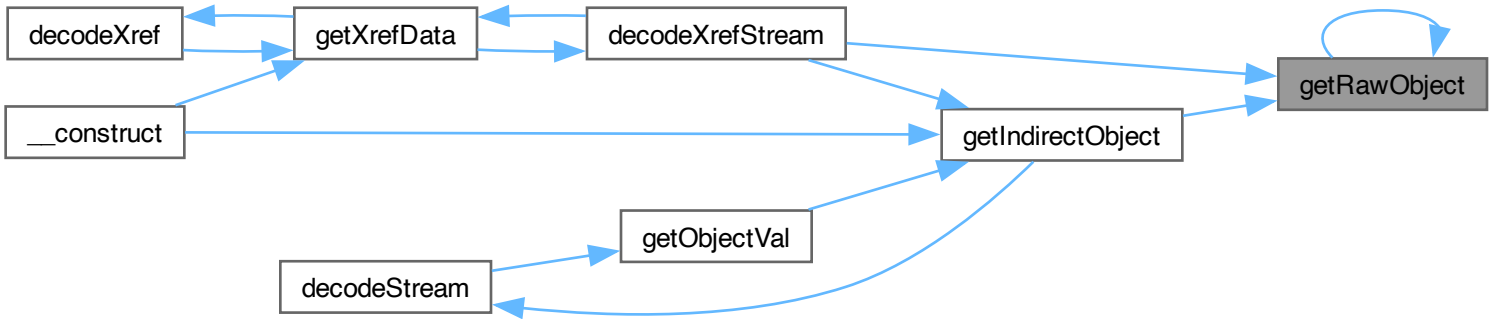 decodeXref
getXrefData
decodeXrefStream
getRawObject
__construct
getIndirectObject
getObjectVal
decodeStream